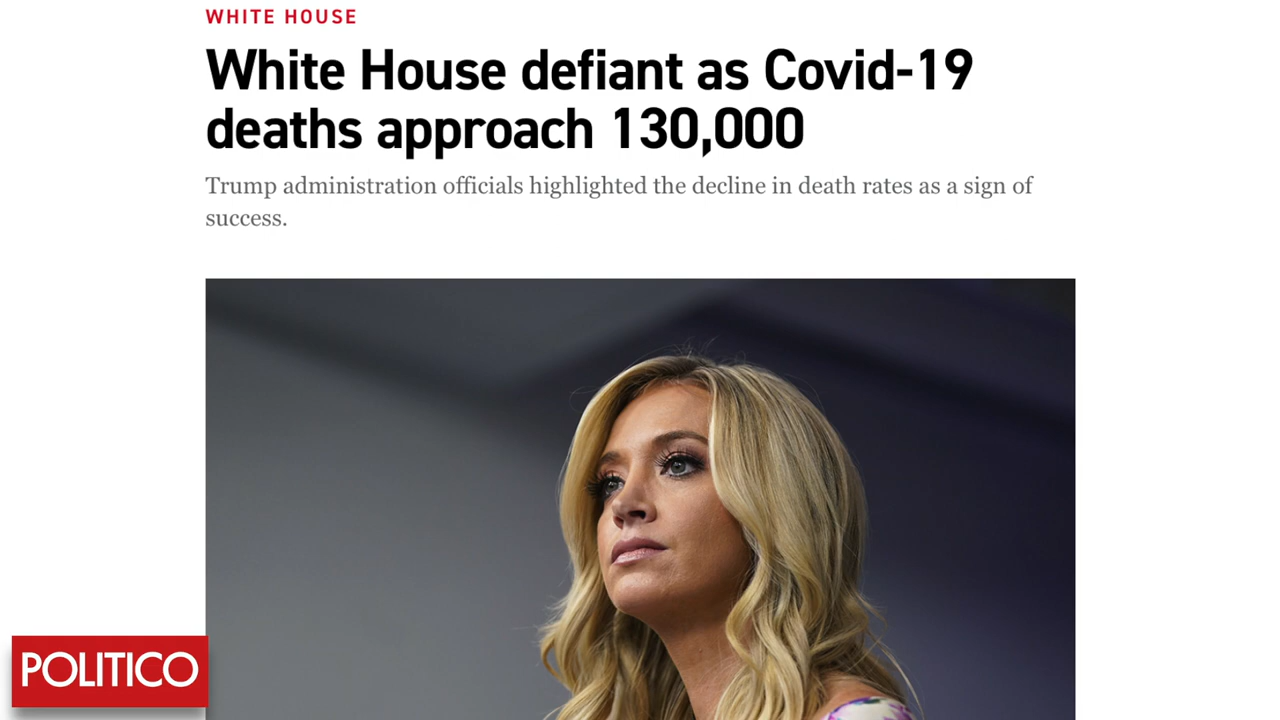 WHITE HOUSE
White House defiant as Covid-19
deaths approach 130,000
Trump administration officials highlighted the decline in death rates as a sign of
success.
POLITICO